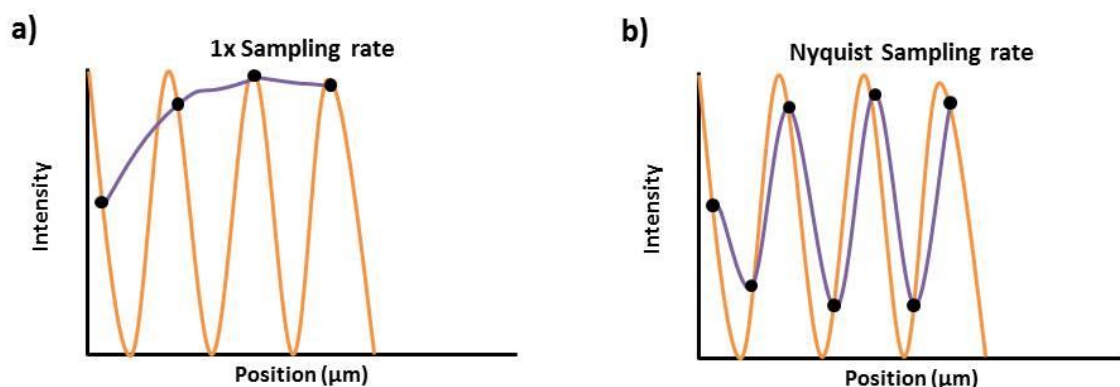 a)
1x Sampling rate
Intensity
Position (μm)
b)
Nyquist Sampling rate
Intensity
Position (μm)